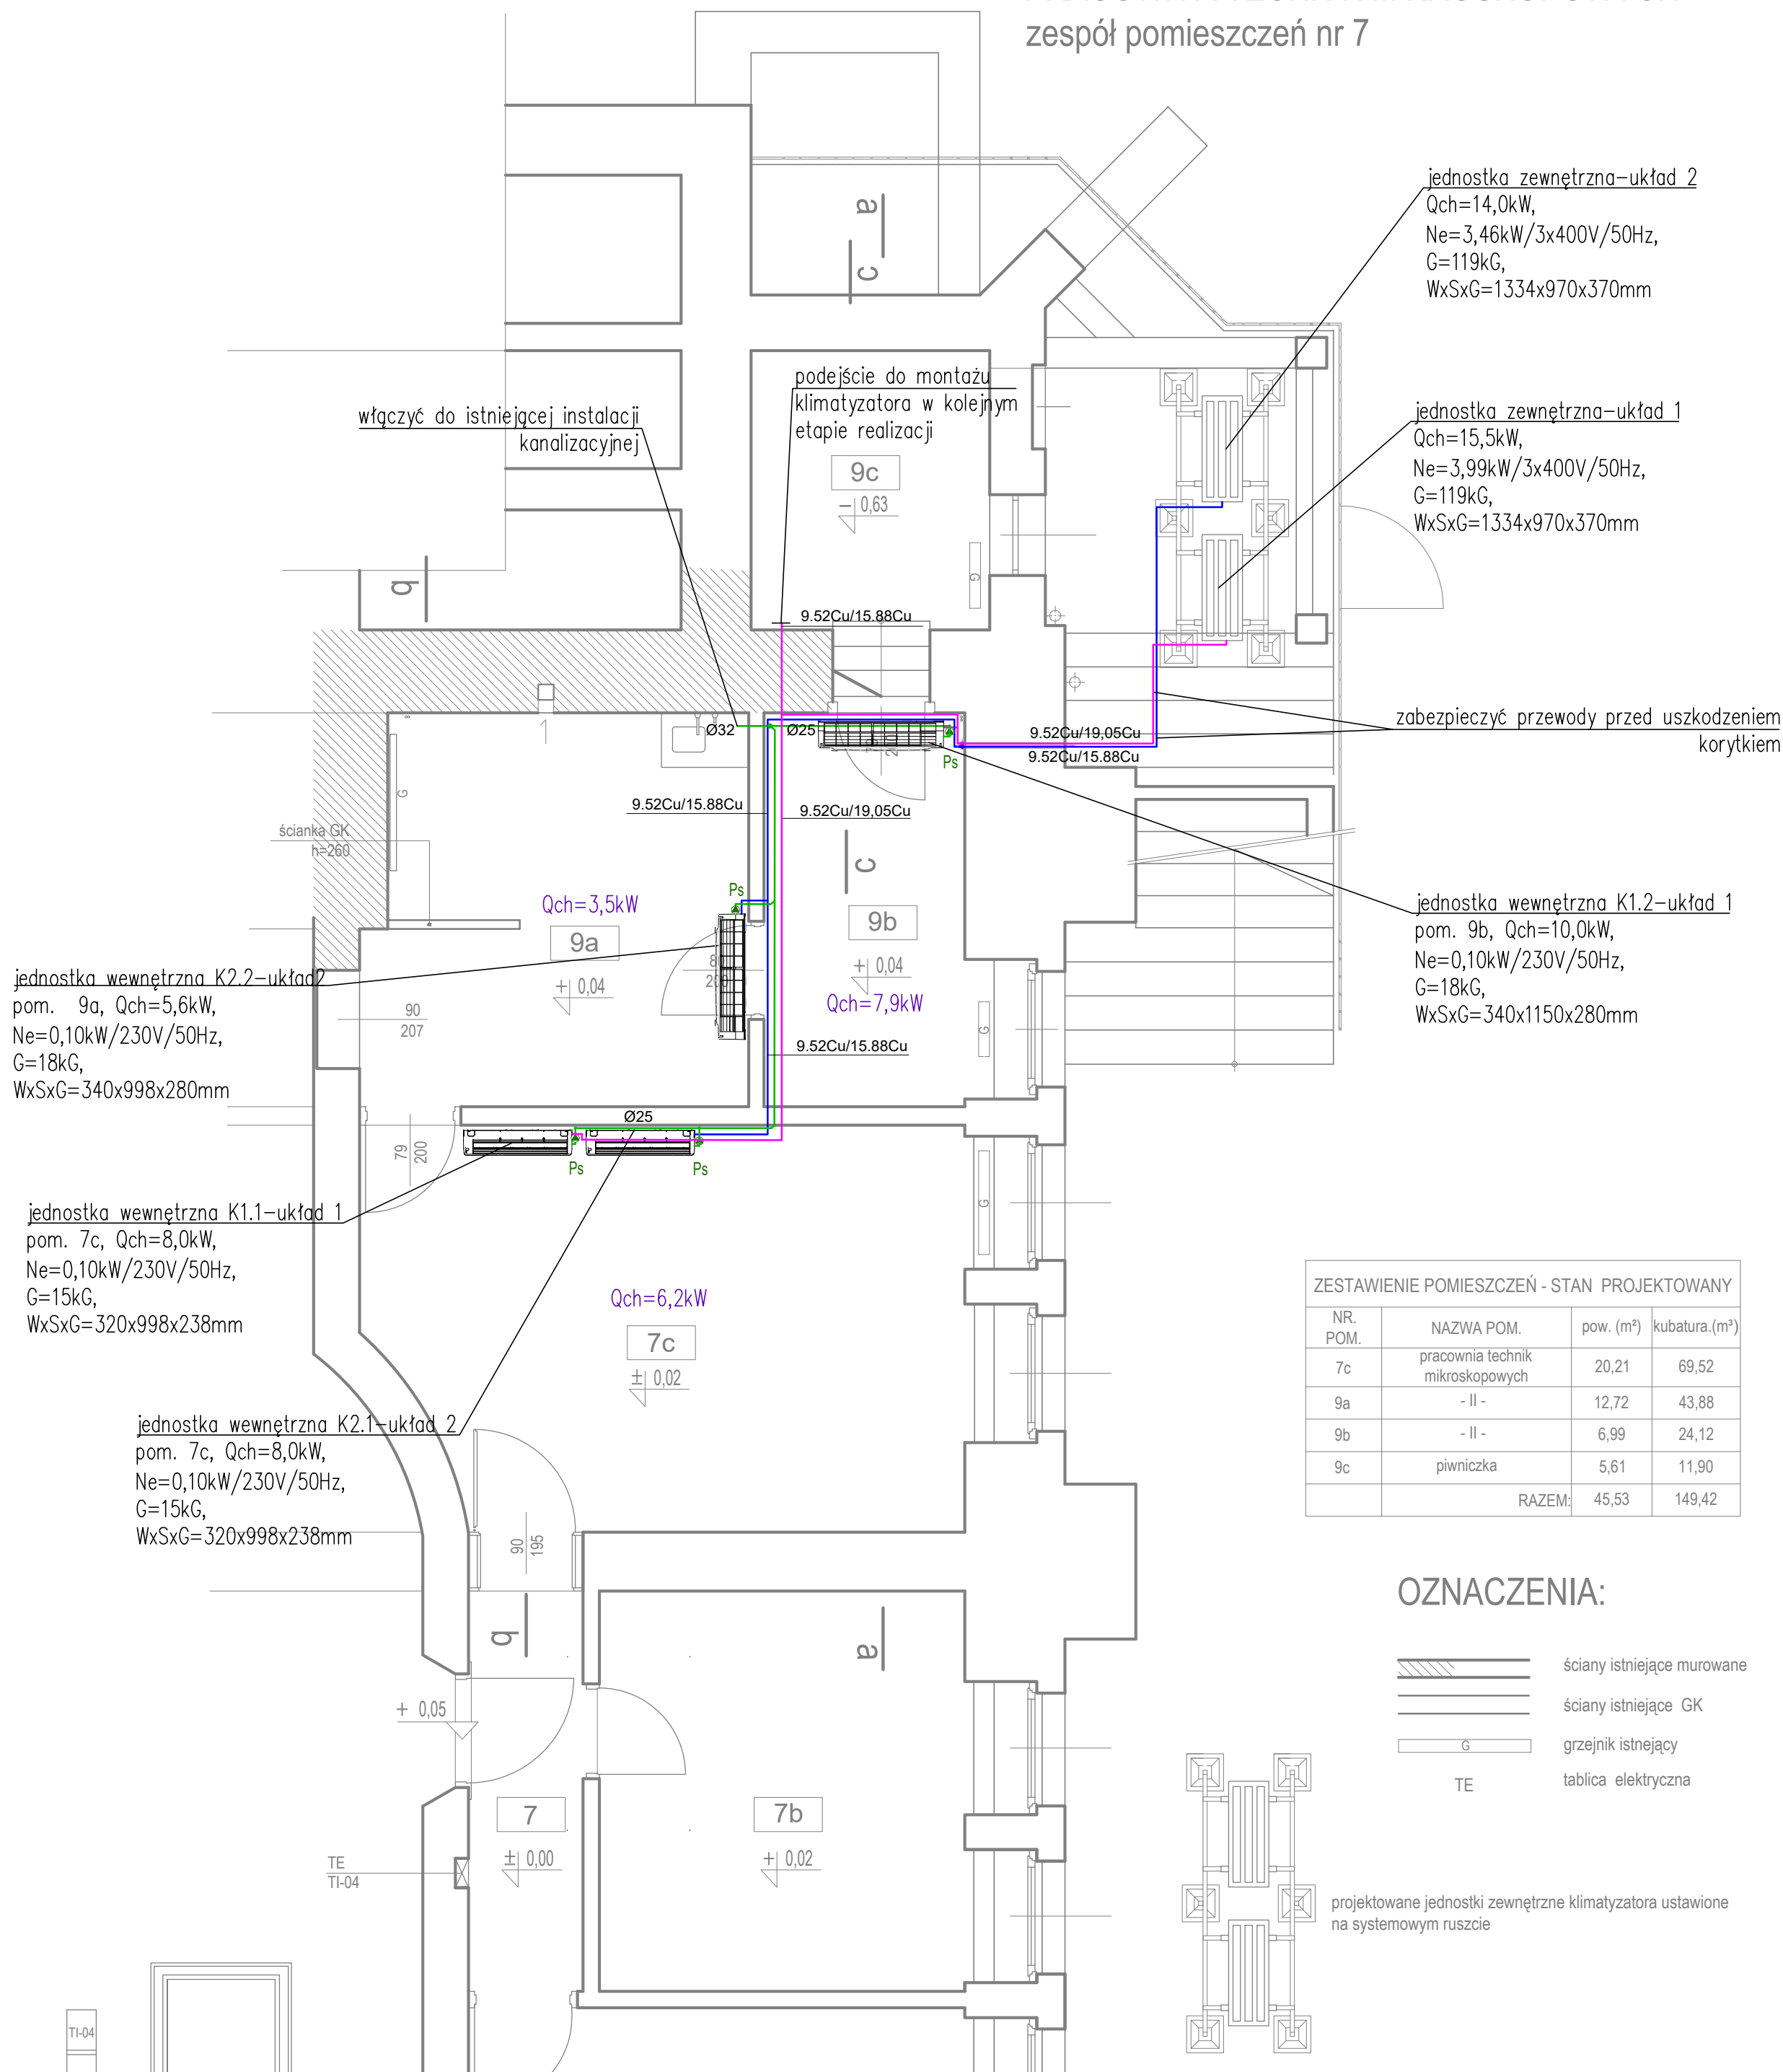 zespół pomieszczeń nr 7
jednostka zewnętrzna-układ 2
Qch=14,0kW,
Ne=3,46kW/3x400V/50Hz,
G=119kG,
WxSxG=1334x970x370mm
a
c
podejście do montażu
klimatyzatora w kolejnym
etapie realizacji
włączyć do istniejącej instalacji
kanalizacyjnej
jednostka zewnętrzna-układ 1
Qch=15,5kW,
Ne=3,99kW/3x400V/50Hz,
G=119kG,
WxSxG=1334x970x370mm
9c
- 0,63
G
b
9.52Cu/15.88Cu
Ø32
Ø25
9.52Cu/19,05Cu
9.52Cu/15.88Cu
Ps
zabezpieczyć przewody przed uszkodzeniem
korytkiem
1
G
9.52Cu/15.88Cu
9.52Cu/19,05Cu
ścianka GK
h=260
c
Ps
Qch=3,5kW
9a
+ 0,04
9b
+ 0,04
Qch=7,9kW
80
200
G
jednostka wewnętrzna K1.2-układ 1
pom. 9b, Qch=10,0kW,
Ne=0,10kW/230V/50Hz,
G=18kG,
WxSxG=340x1150x280mm
jednostka wewnętrzna K2.2-układ2
pom. 9a, Qch=5,6kW,
Ne=0,10kW/230V/50Hz,
G=18kG,
WxSxG=340x998x280mm
90
207
9.52Cu/15.88Cu
Ø25
79
200
Ps
Ps
G
jednostka wewnętrzna K1.1-układ 1
pom. 7c, Qch=8,0kW,
Ne=0,10kW/230V/50Hz,
G=15kG,
WxSxG=320x998x238mm
Qch=6,2kW
7c
± 0,02
jednostka wewnętrzna K2.1-układ 2
pom. 7c, Qch=8,0kW,
Ne=0,10kW/230V/50Hz,
G=15kG,
WxSxG=320x998x238mm
ZESTAWIENIE POMIESZCZEŃ - STAN PROJEKTOWANY
NR. POM. NAZWA POM. pow. (m²) kubatura.(m³)
7c pracownia technik mikroskopowych 20,21 69,52
9a - II - 12,72 43,88
9b - II - 6,99 24,12
9c piwniczka 5,61 11,90
RAZEM: 45,53 149,42
90
195
b
a
OZNACZENIA:
ściany istniejące murowane
ściany istniejące GK
G grzejnik istnejący
TE tablica elektryczna
+ 0,05
7
± 0,00
7b
+ 0,02
TE
TI-04
projektowane jednostki zewnętrzne klimatyzatora ustawione
na systemowym ruszcie
TI-04